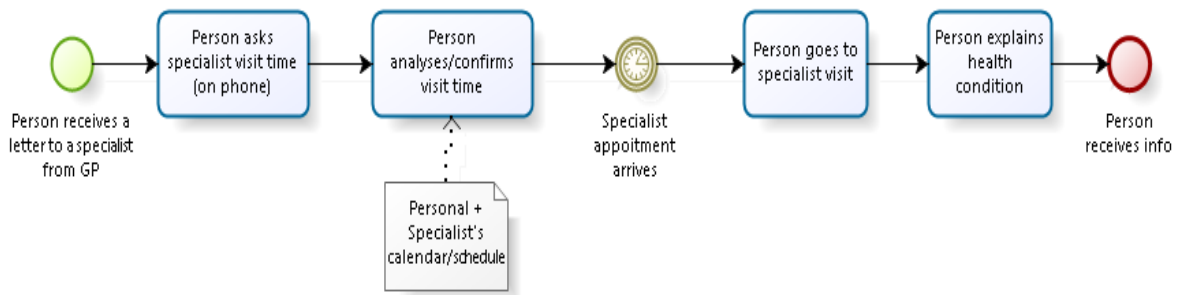 Person asks
specialist visit time
(on phone)
Person
analyses/confirms
visit time
Person goes to
specialist visit
Person explains
health
condition
Person receives a
letter to a specialist
from GP
Specialist
appoitment
arrives
Person
receives info
Personal +
Specialist's
calendar/schedule